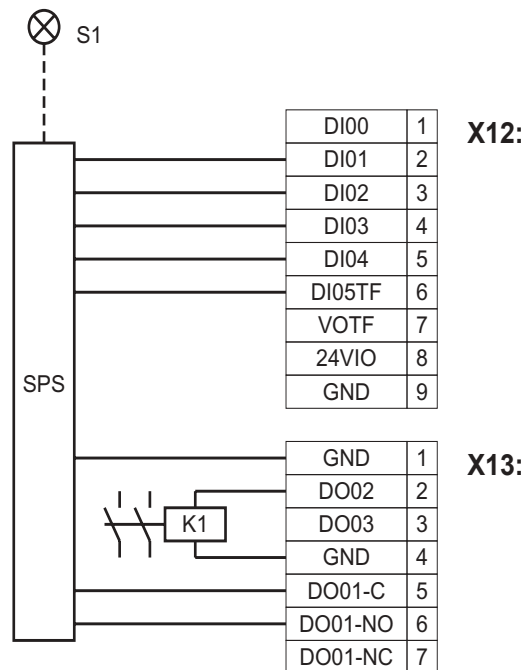 S1
DI00 1 X12:
DI01 2
DI02 3
DI03 4
DI04 5
DI05TF 6
VOTF 7
24VIO 8
SPS
GND 9
GND 1 X13:
DO02 2
K1
DO03 3
GND 4
DO01-C 5
DO01-NO 6
DO01-NC 7